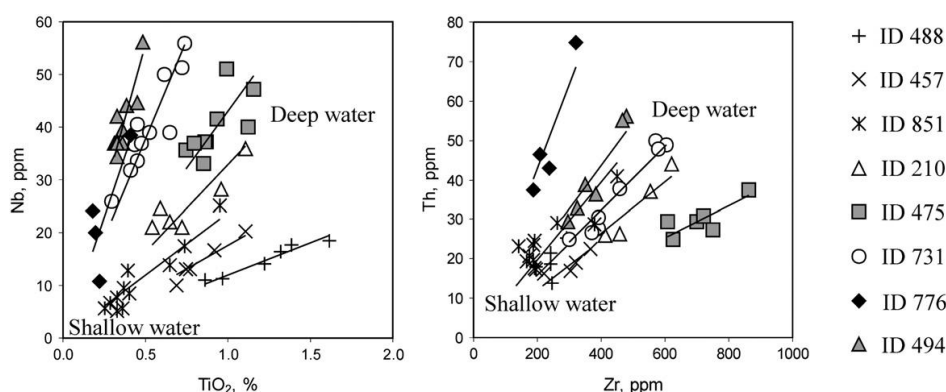 60
50
40
30
20
10
0
Nb, ppm
Deep water
Shallow water
0.0 0.5 1.0 1.5 2.0
TiO₂, %
80
70
60
50
40
30
20
10
0
Th, ppm
Deep water
Shallow water
0 200 400 600 800 1000
Zr, ppm
ID 488
ID 457
ID 851
ID 210
ID 475
ID 731
ID 776
ID 494